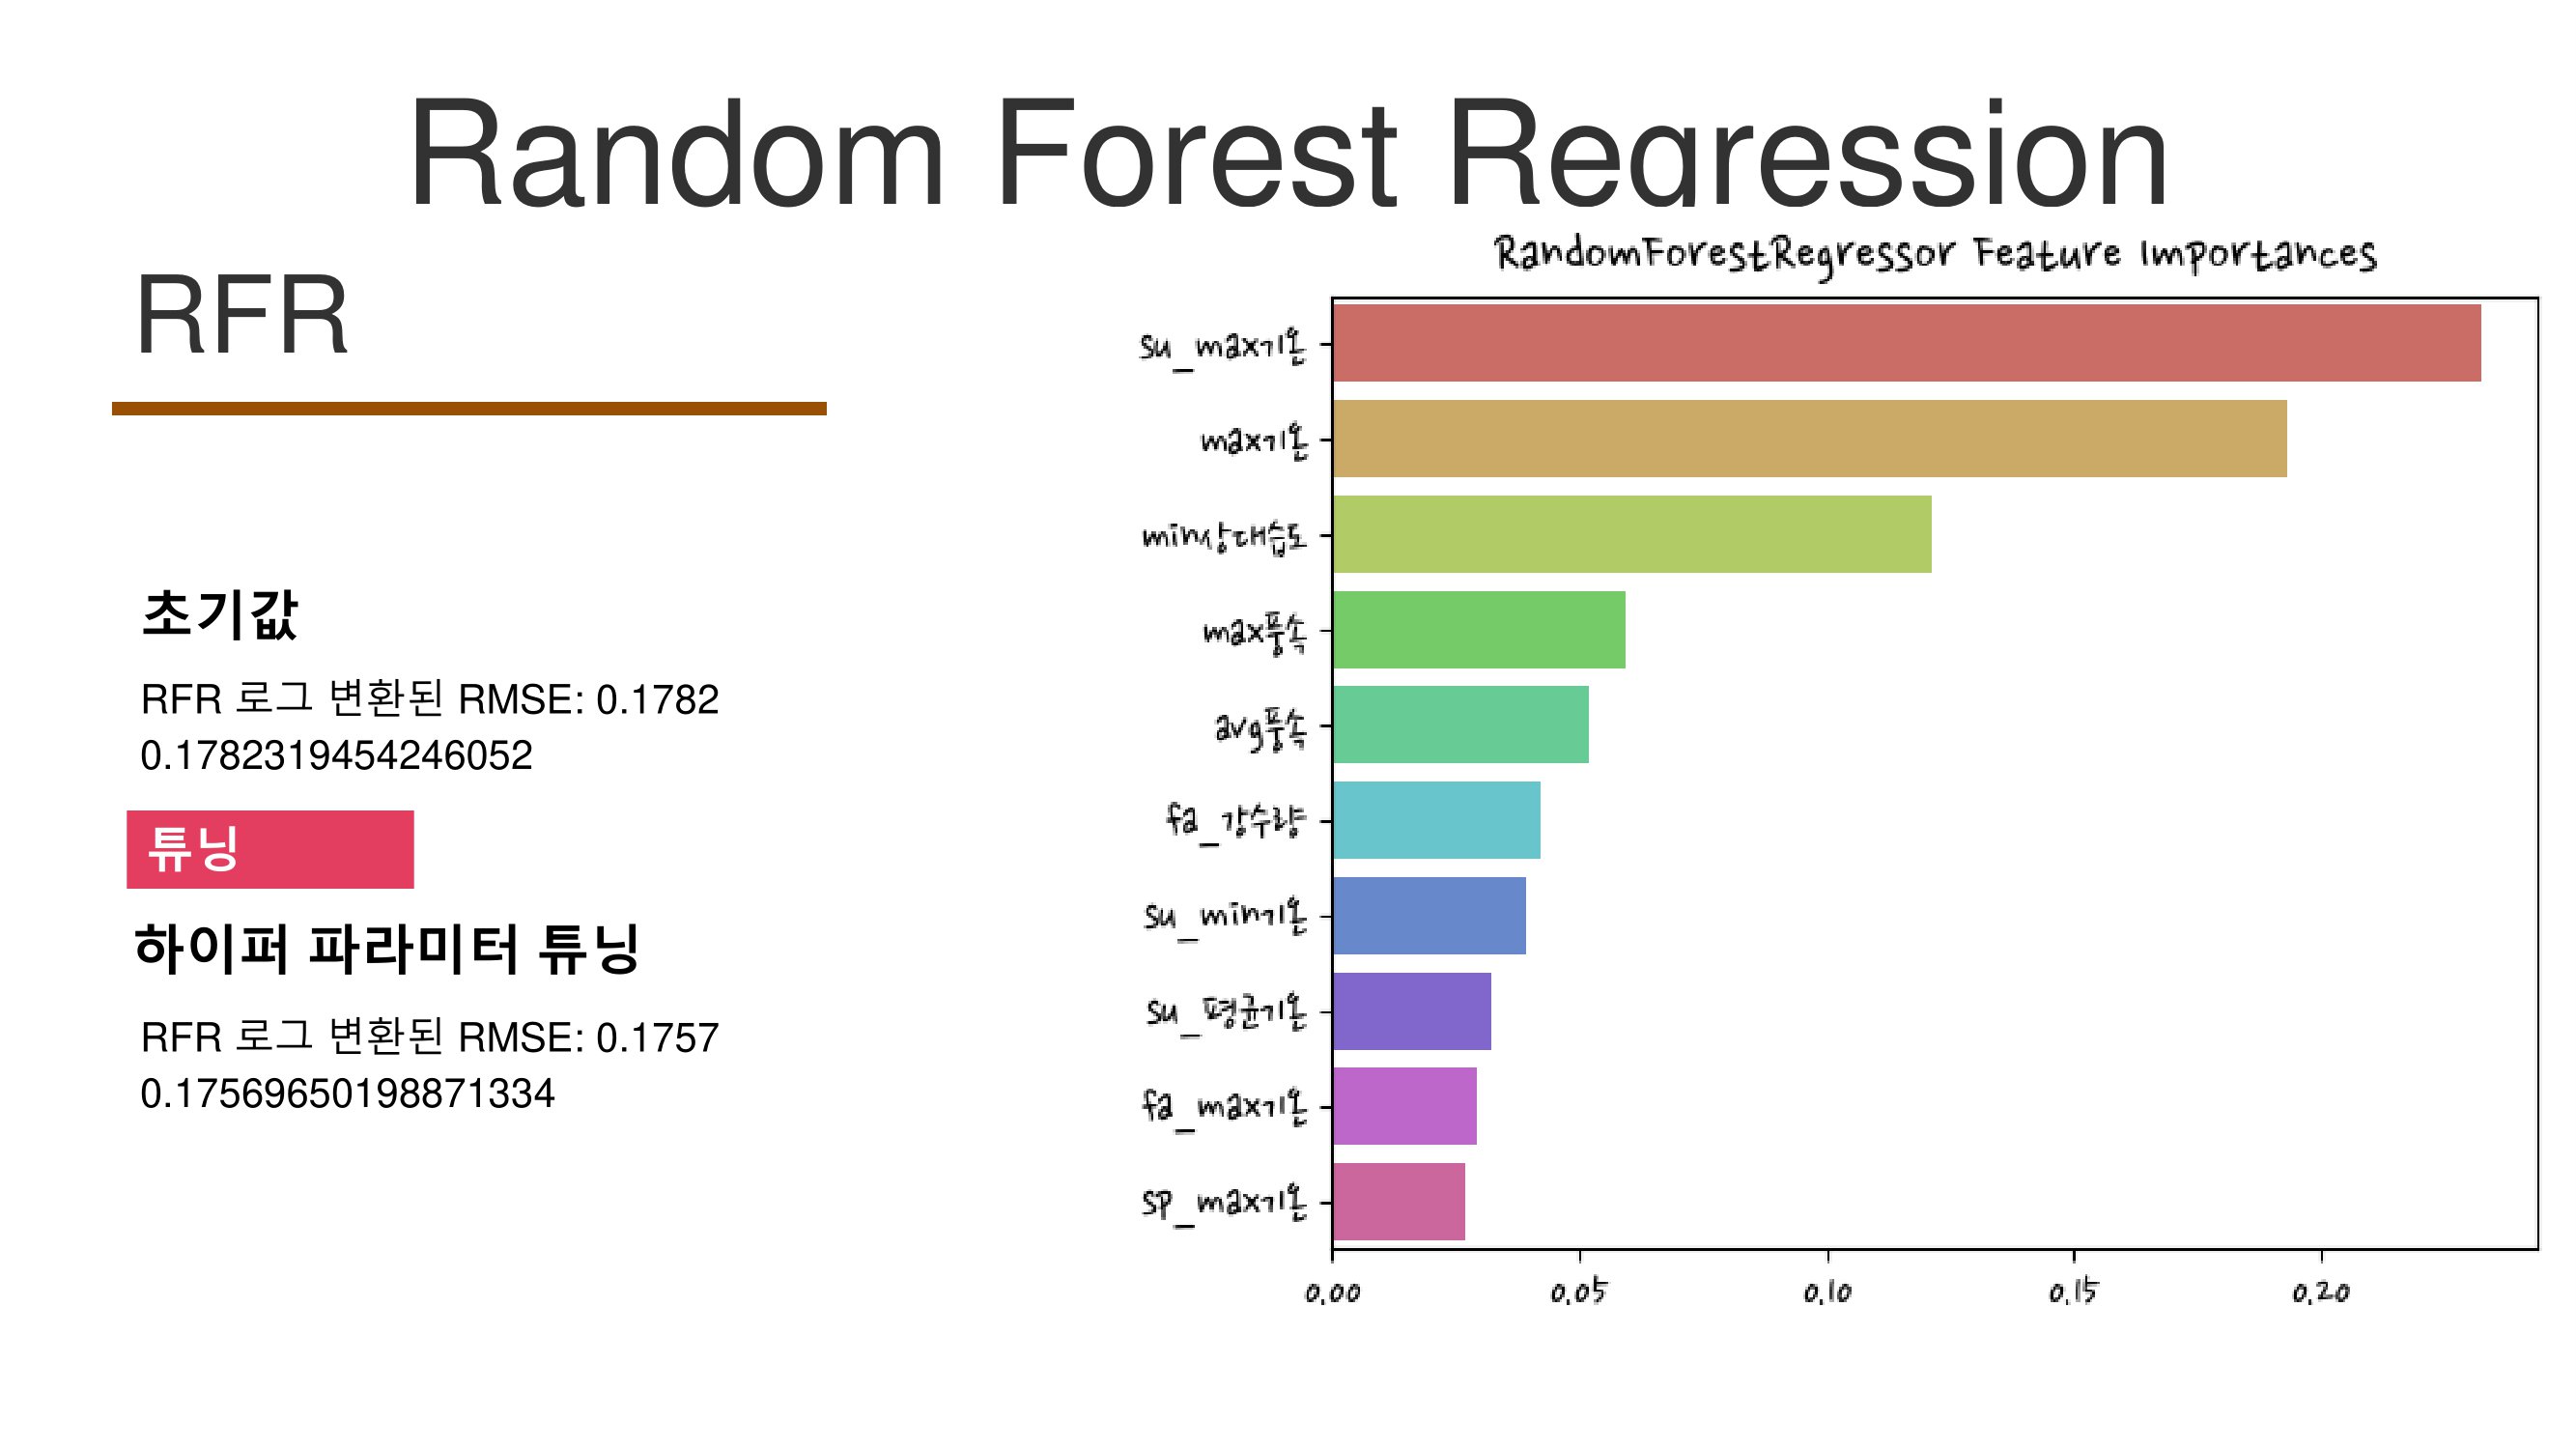 Random Forest Regression
RFR
초기값
RFR 로그 변환된 RMSE: 0.1782
0.1782319454246052
튜닝
하이퍼 파라미터 튜닝
RFR 로그 변환된 RMSE: 0.1757
0.17569650198871334
RandomForestRegressor Feature Importances
su_max기온
max기온
min상대습도
max풍속
avg풍속
fa_강수량
su_min기온
su_평균기온
fa_max기온
sp_max기온
0.00 0.05 0.10 0.15 0.20